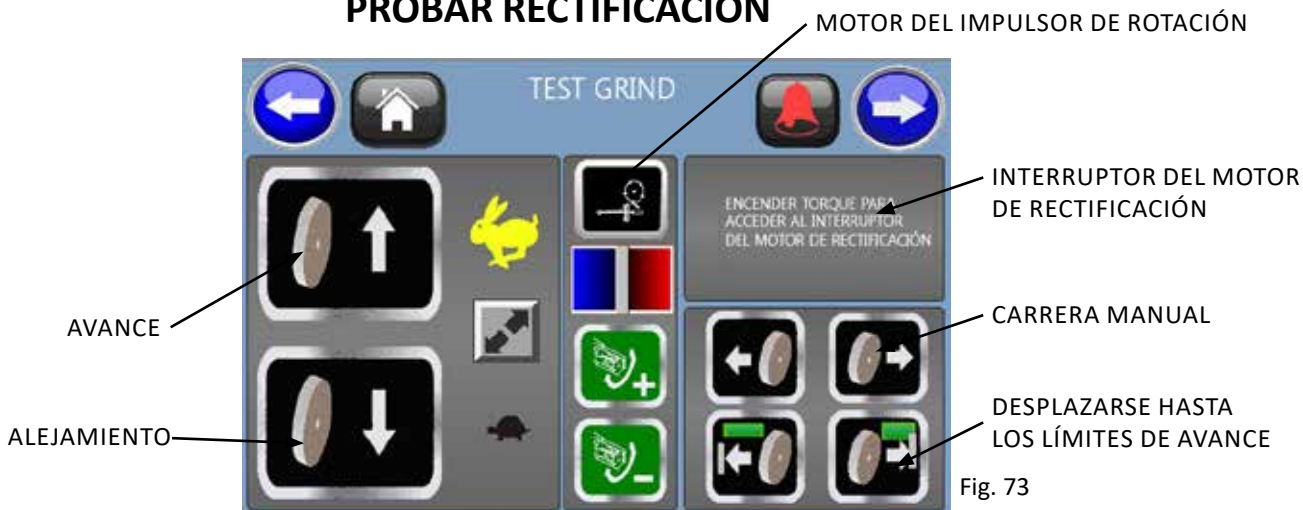 PROBAR RECTIFICACIÓN
MOTOR DEL IMPULSOR DE ROTACIÓN
TEST GRIND
INTERRUPTOR DEL MOTOR
DE RECTIFICACIÓN
ENCENDER TORQUE PARA
ACCEDER AL INTERRUPTOR
DEL MOTOR DE RECTIFICACIÓN
AVANCE
CARRERA MANUAL
ALEJAMIENTO
DESPLAZARSE HASTA
LOS LÍMITES DE AVANCE
Fig. 73